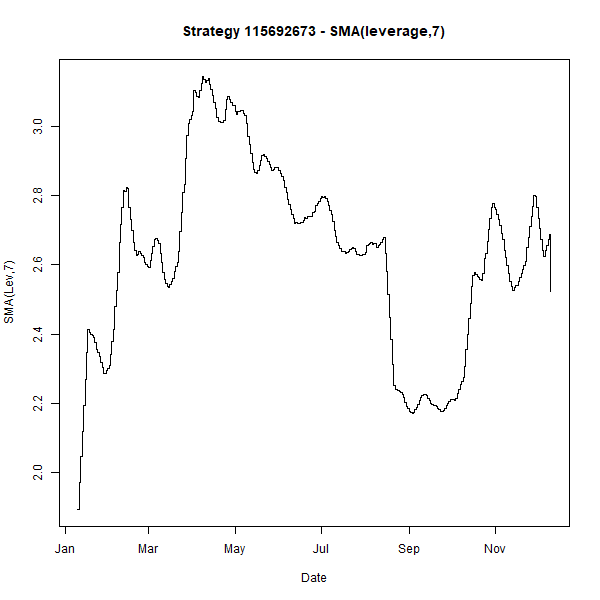 Strategy 115692673 - SMA(leverage,7)
SMA(Lev,7)
3.0
2.8
2.6
2.4
2.2
2.0
Jan Mar May Jul Sep Nov
Date